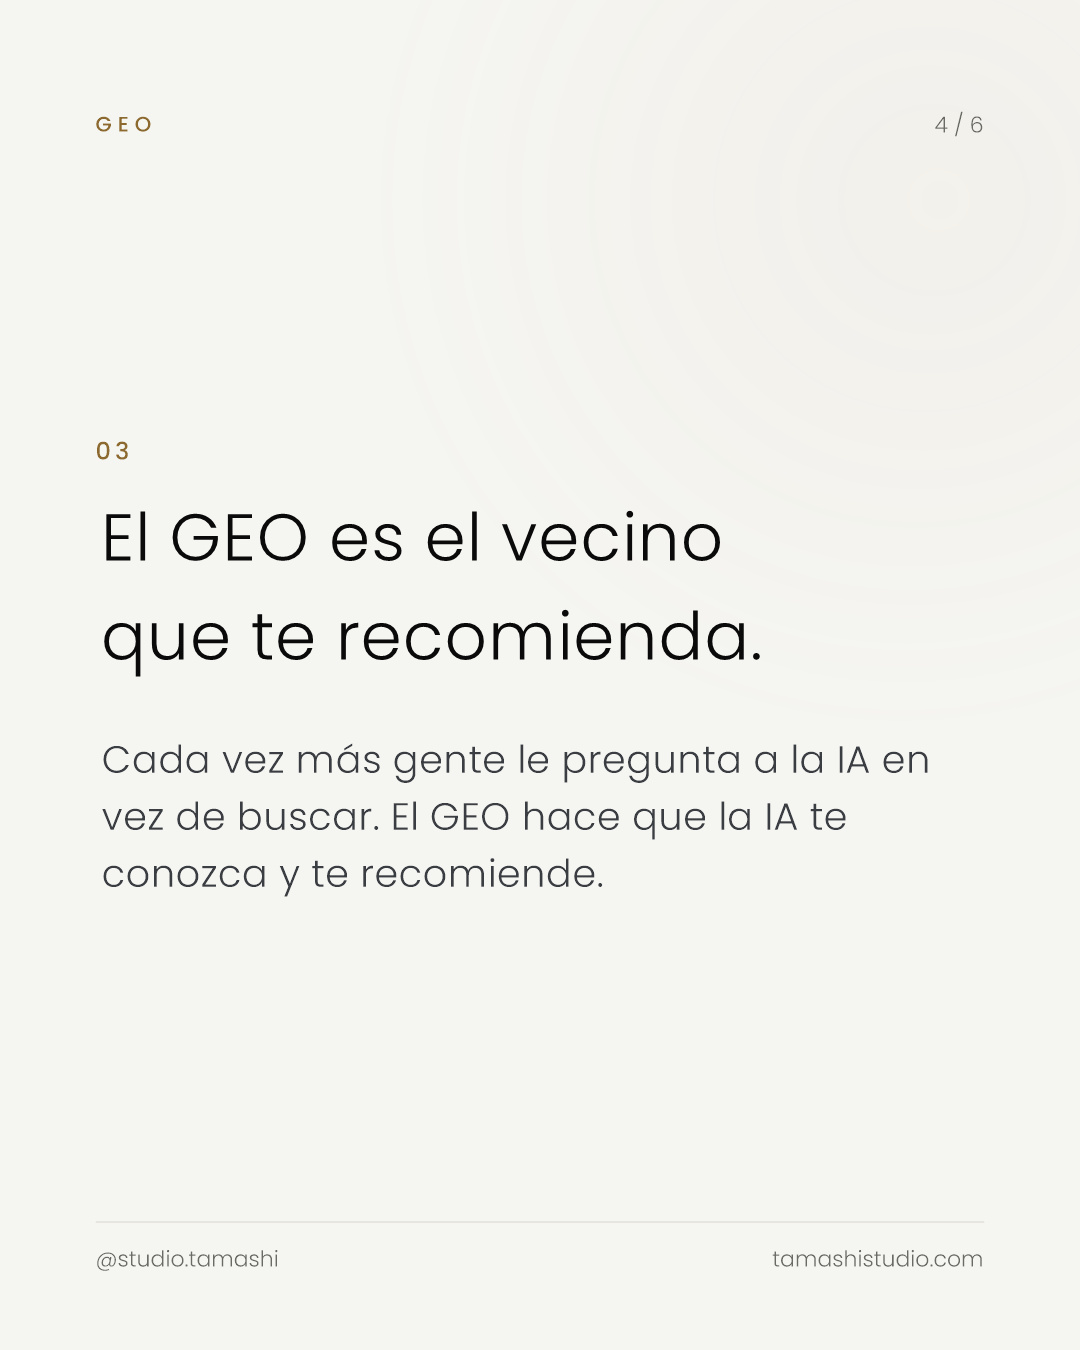 GEO
4 / 6
03
El GEO es el vecino
que te recomienda.
Cada vez más gente le pregunta a la IA en
vez de buscar. El GEO hace que la IA te
conozca y te recomiende.
@studio.tamashi
tamashistudio.com